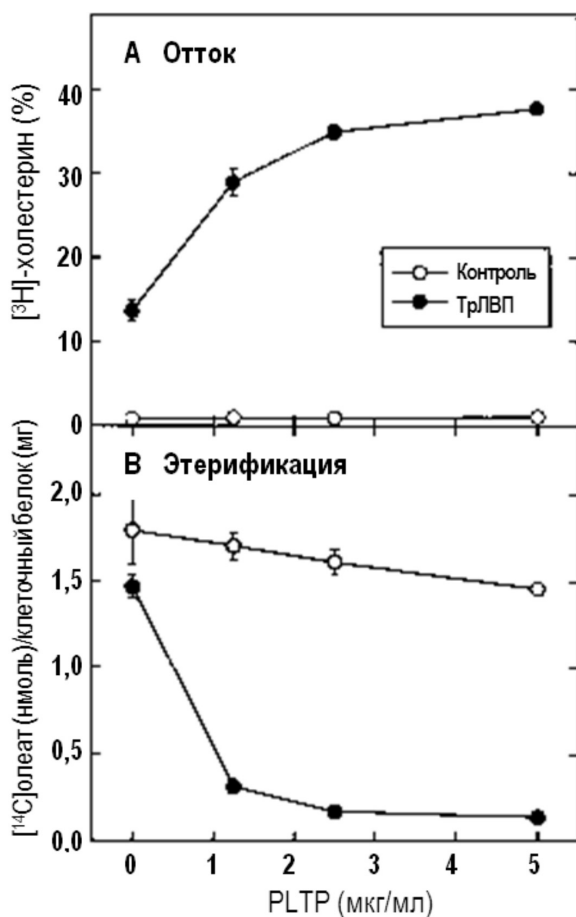 A Отток
40
30
20
10
0
[³H]-холестерин (%)
Контроль
ТрЛВП
B Этерификация
2,0
1,5
1,0
0,5
0,0
[¹⁴C]олеат (нмоль)/клеточный белок (мг)
0 1 2 3 4 5
PLTP (мкг/мл)